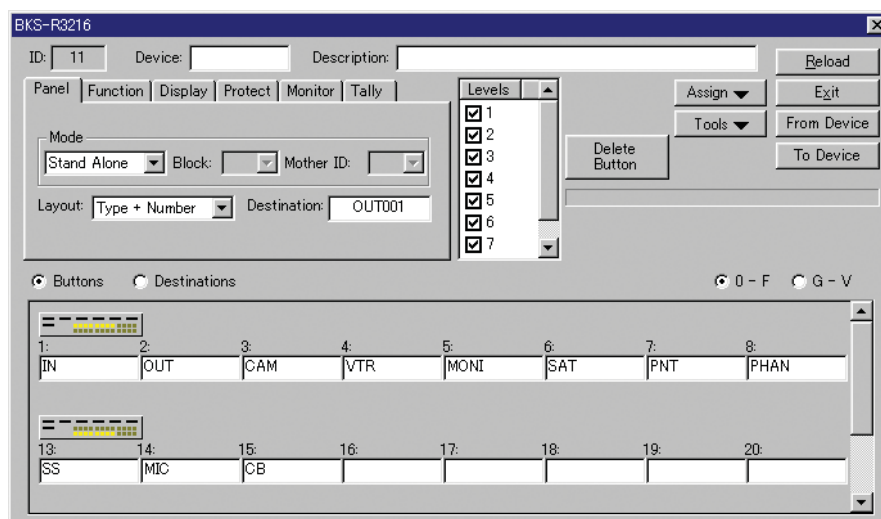 BKS-R3216
ID: 11 Device: Description: Reload
Panel Function Display Protect Monitor Tally Levels Assign Exit
1
Mode 2 Tools From Device
Stand Alone Block: Mother ID: 3 Delete Button To Device
4
Layout: Type + Number Destination: OUT001 5
6
7
Buttons Destinations 0 - F G - V
1: 2: 3: 4: 5: 6: 7: 8:
IN OUT CAM VTR MONI SAT PNT PHAN
13: 14: 15: 16: 17: 18: 19: 20:
SS MIC CB